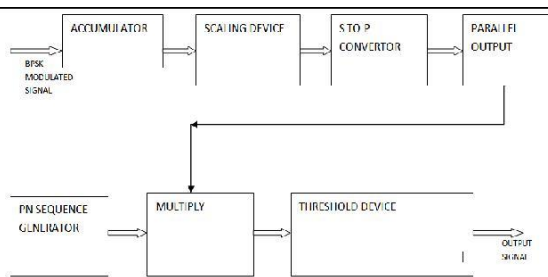 ACCUMULATOR
SCALING DEVICE
S TO P
CONVERTOR
PARALLEL
OUTPUT
BPSK
MODULATED
SIGNAL
PN SEQUENCE
GENERATOR
MULTIPLY
THRESHOLD DEVICE
OUTPUT
SIGNAL